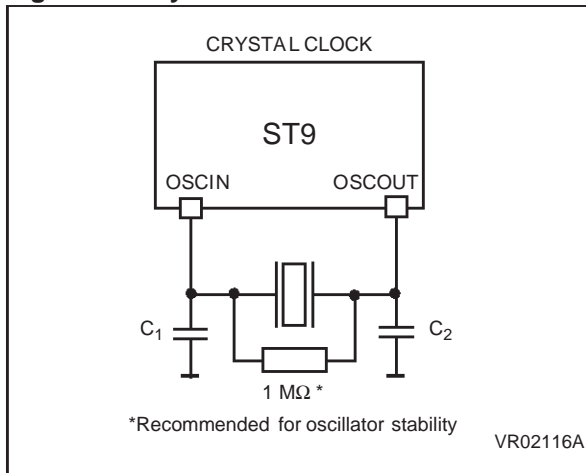 CRYSTAL CLOCK
ST9
OSCIN OSCOUT
C1 C2
1 MΩ *
*Recommended for oscillator stability
VR02116A